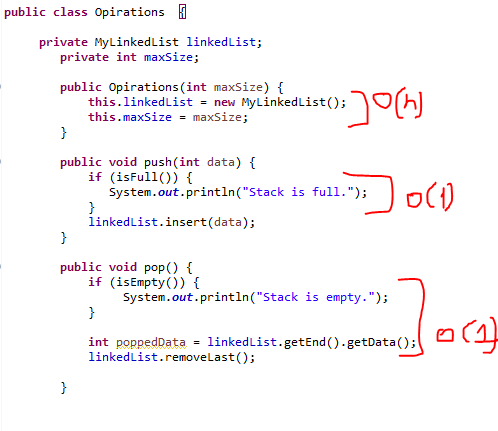 public class Opirations {
private MyLinkedList linkedList;
private int maxSize;
public Opirations(int maxSize) {
this.linkedList = new MyLinkedList();
this.maxSize = maxSize;
}
O(n)
public void push(int data) {
if (isFull()) {
System.out.println("Stack is full.");
}
linkedList.insert(data);
}
O(1)
public void pop() {
if (isEmpty()) {
System.out.println("Stack is empty.");
}
int poppedData = linkedList.getEnd().getData();
linkedList.removeLast();
}
O(1)